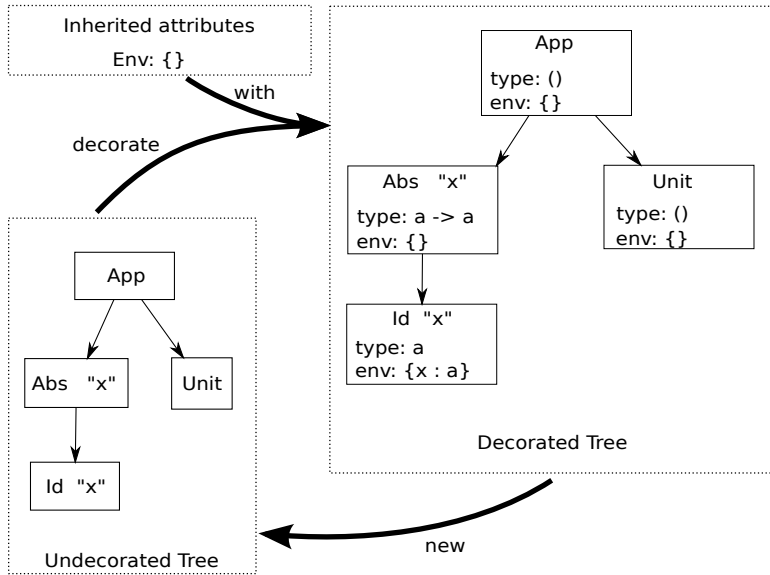 Inherited attributes
Env: {}
with
decorate
App
type: ()
env: {}
Abs "x"
type: a -> a
env: {}
Unit
type: ()
env: {}
Id "x"
type: a
env: {x : a}
Decorated Tree
App
Abs "x"
Unit
Id "x"
Undecorated Tree
new